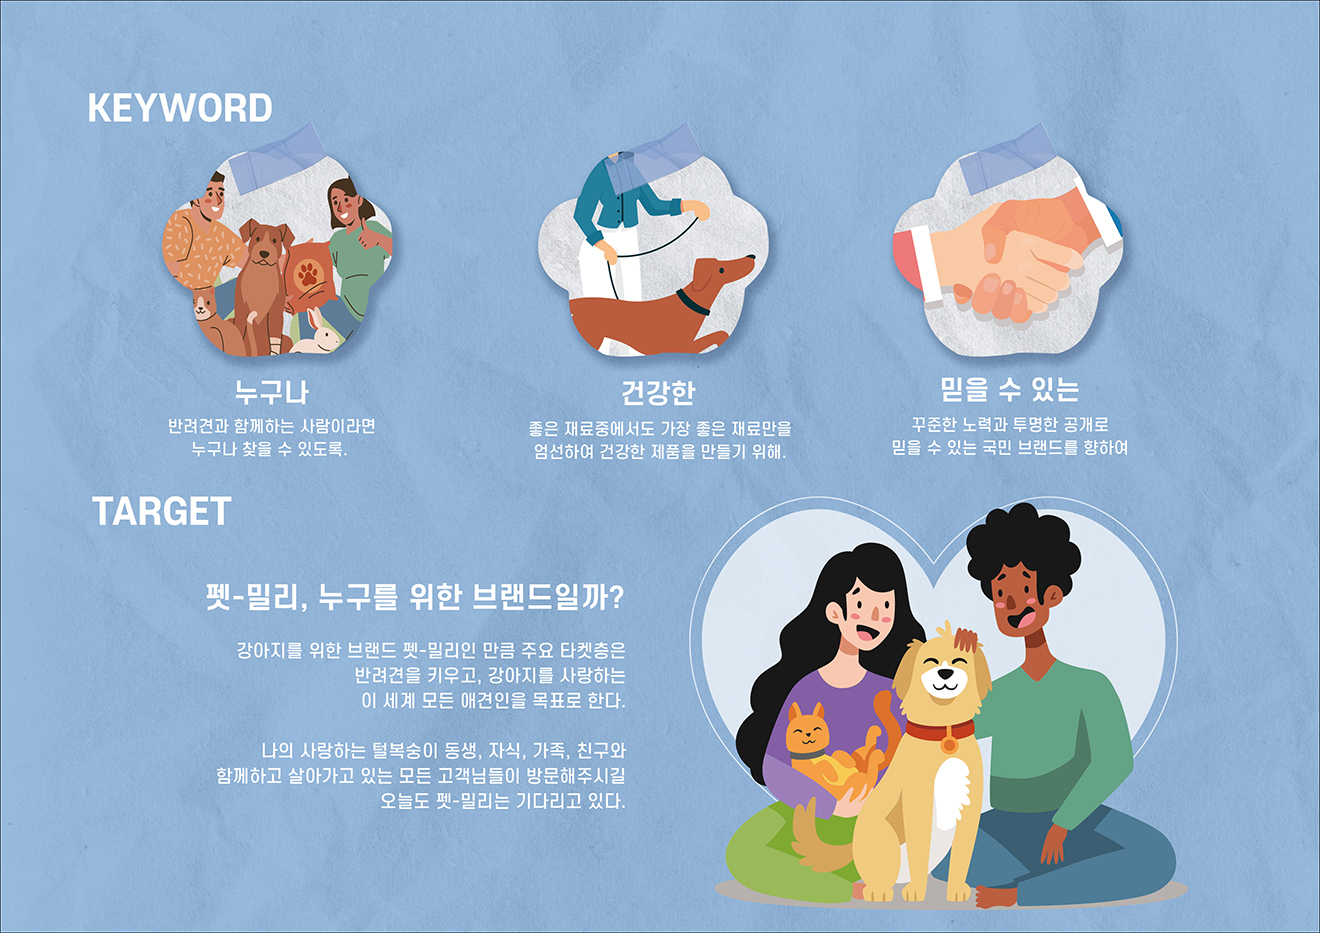 KEYWORD
누구나
반려견과 함께하는 사람이라면
누구나 찾을 수 있도록.
건강한
좋은 재료중에서도 가장 좋은 재료만을
엄선하여 건강한 제품을 만들기 위해.
믿을 수 있는
꾸준한 노력과 투명한 공개로
믿을 수 있는 국민 브랜드를 향하여
TARGET
펫-밀리, 누구를 위한 브랜드일까?
강아지를 위한 브랜드 펫-밀리인 만큼 주요 타켓층은
반려견을 키우고, 강아지를 사랑하는
이 세계 모든 애견인을 목표로 한다.
나의 사랑하는 털복숭이 동생, 자식, 가족, 친구와
함께하고 살아가고 있는 모든 고객님들이 방문해주시길
오늘도 펫-밀리는 기다리고 있다.